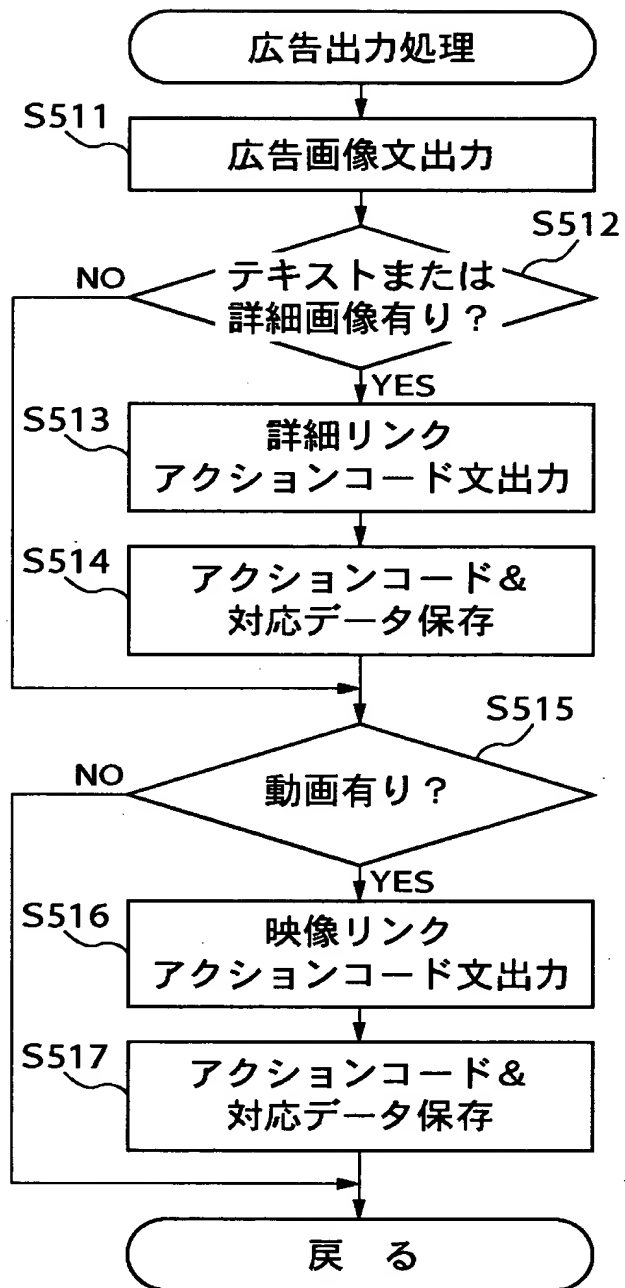 広告出力処理
S511
広告画像文出力
S512
NO
テキストまたは
詳細画像有り?
YES
S513
詳細リンク
アクションコード文出力
S514
アクションコード&
対応データ保存
S515
NO
動画有り?
YES
S516
映像リンク
アクションコード文出力
S517
アクションコード&
対応データ保存
戻 る